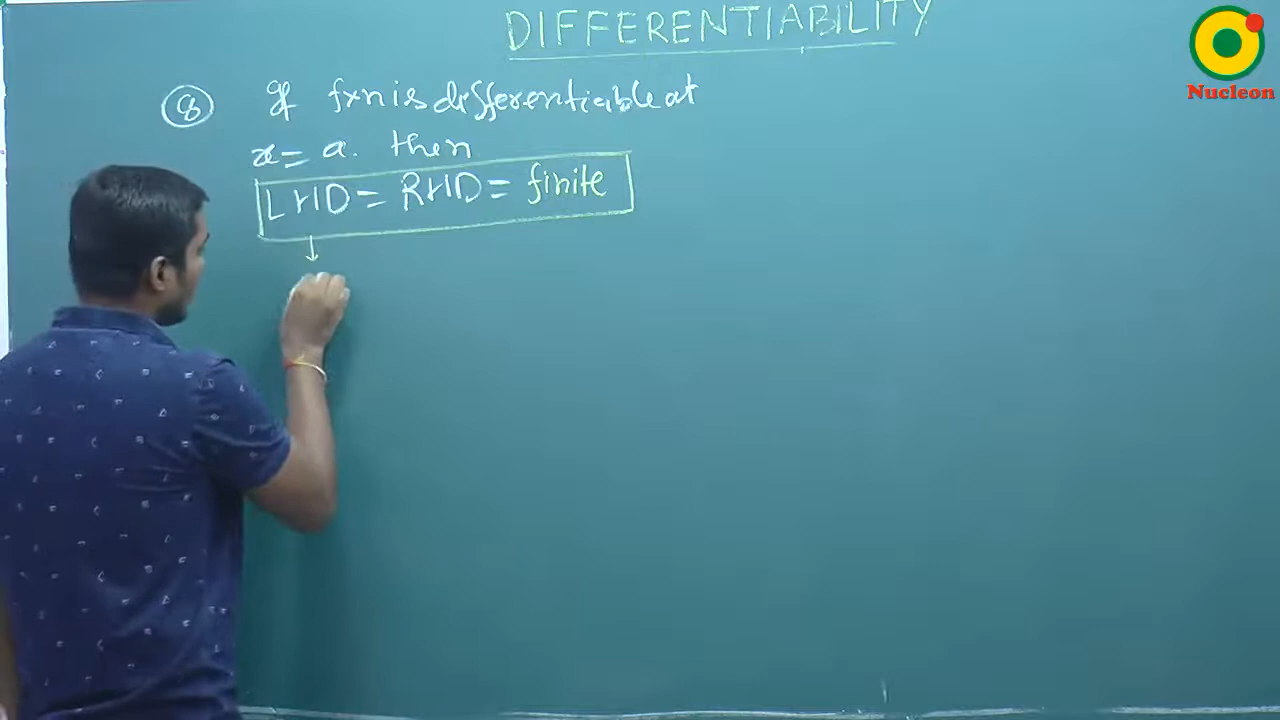 DIFFERENTIABILITY
Nucleon
⑧ If fxn is differentiable at
x = a. then
LHD = RHD = finite
↓